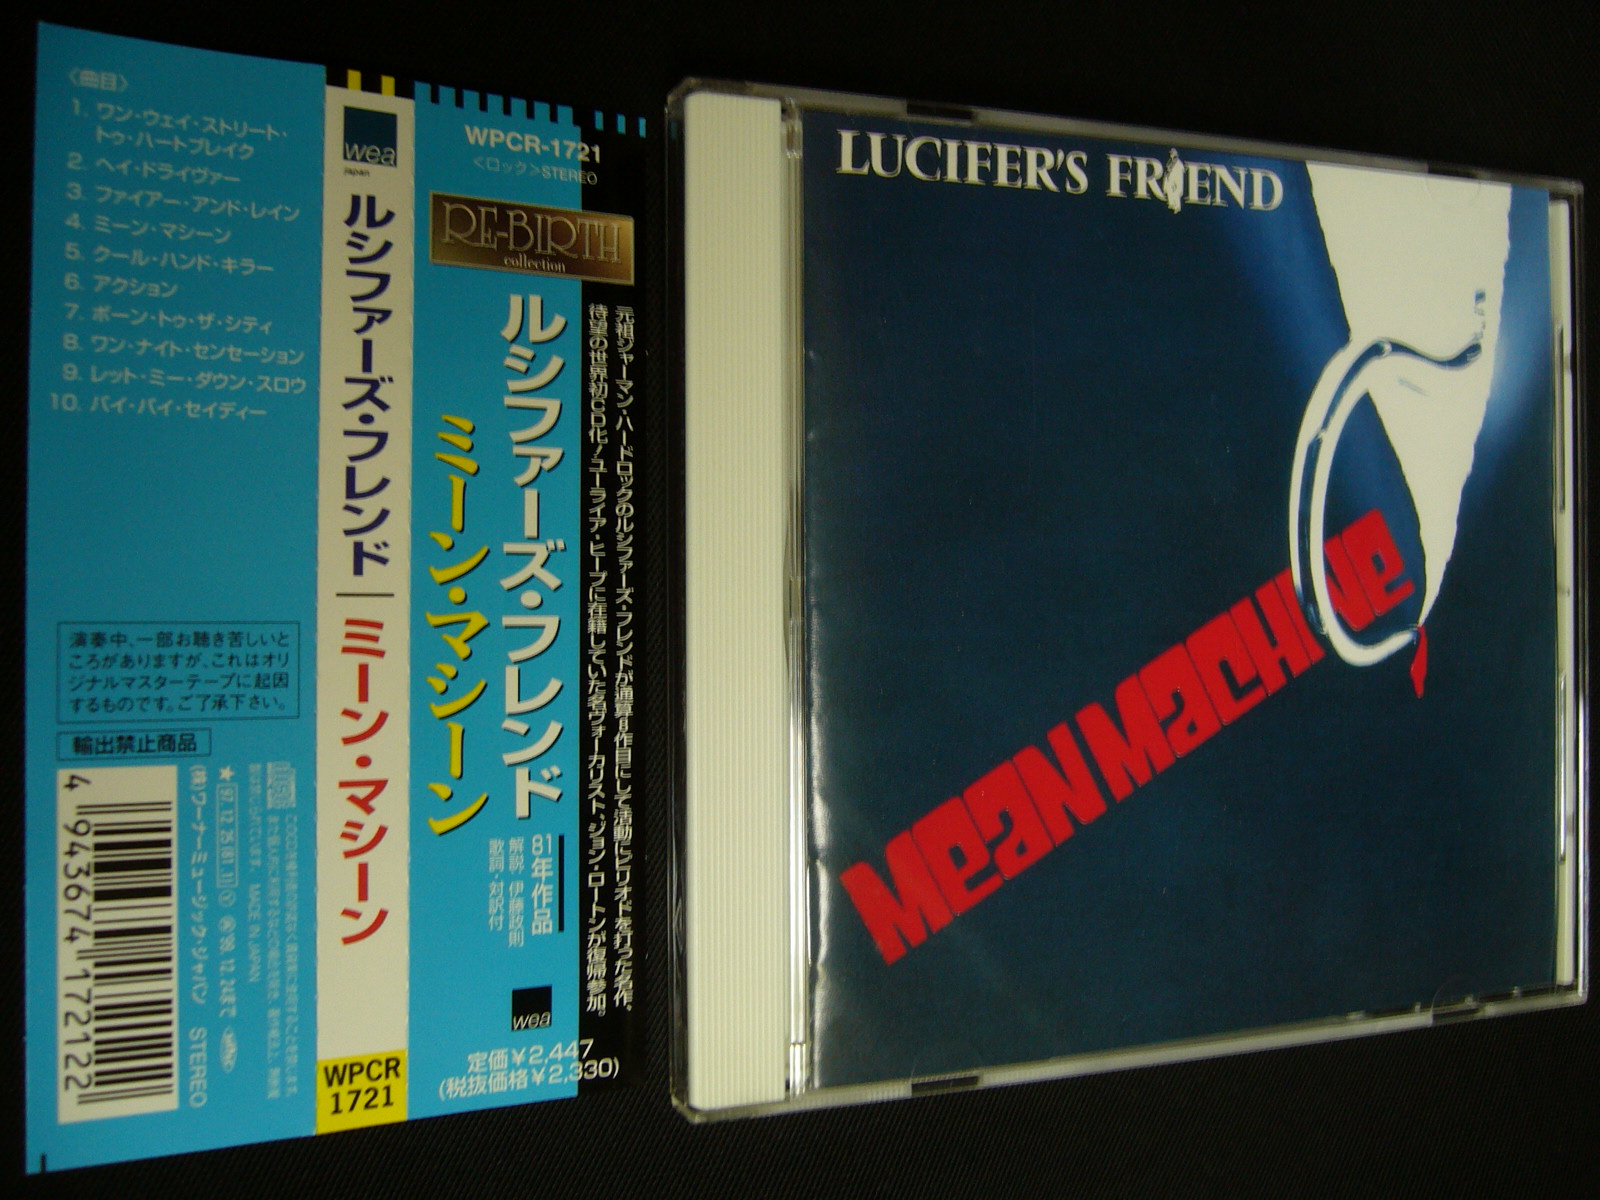 〈曲目〉
1. ワン・ウェイ・ストリート・
トゥ・ハートブレイク
2. ヘイ・ドライヴァー
3. ファイアー・アンド・レイン
4. ミーン・マシーン
5. クール・ハンド・キラー
6. アクション
7. ボーン・トゥ・ザ・シティ
8. ワン・ナイト・センセーション
9. レット・ミー・ダウン・スロウ
10. バイ・バイ・セイディー
演奏中、一部お聴き苦しいと
ころがありますが、これはオリ
ジナルマスターテープに起因
するものです。ご了承下さい。
輸出禁止商品
4 943674 172122
MADE IN JAPAN
(株)ワーナーミュージック・ジャパン STEREO
wea
Japan
ルシファーズ・フレンド｜ミーン・マシーン
WPCR
1721
WPCR-1721
＜ロック＞STEREO
RE-BIRTH
collection
元祖ジャーマン・ハードロックのルシファーズ・フレンドが通算8作目にして活動にピリオドを打った名作。
待望の世界初CD化！ユーライア・ヒープに在籍していた名ヴォーカリスト、ジョン・ロートンが復帰参加。
ルシファーズ・フレンド
ミーン・マシーン
81年作品
解説 伊藤政則
歌詞・対訳付
wea
定価￥2,447
(税抜価格￥2,330)
LUCIFER'S FRIEND
Mean Machine